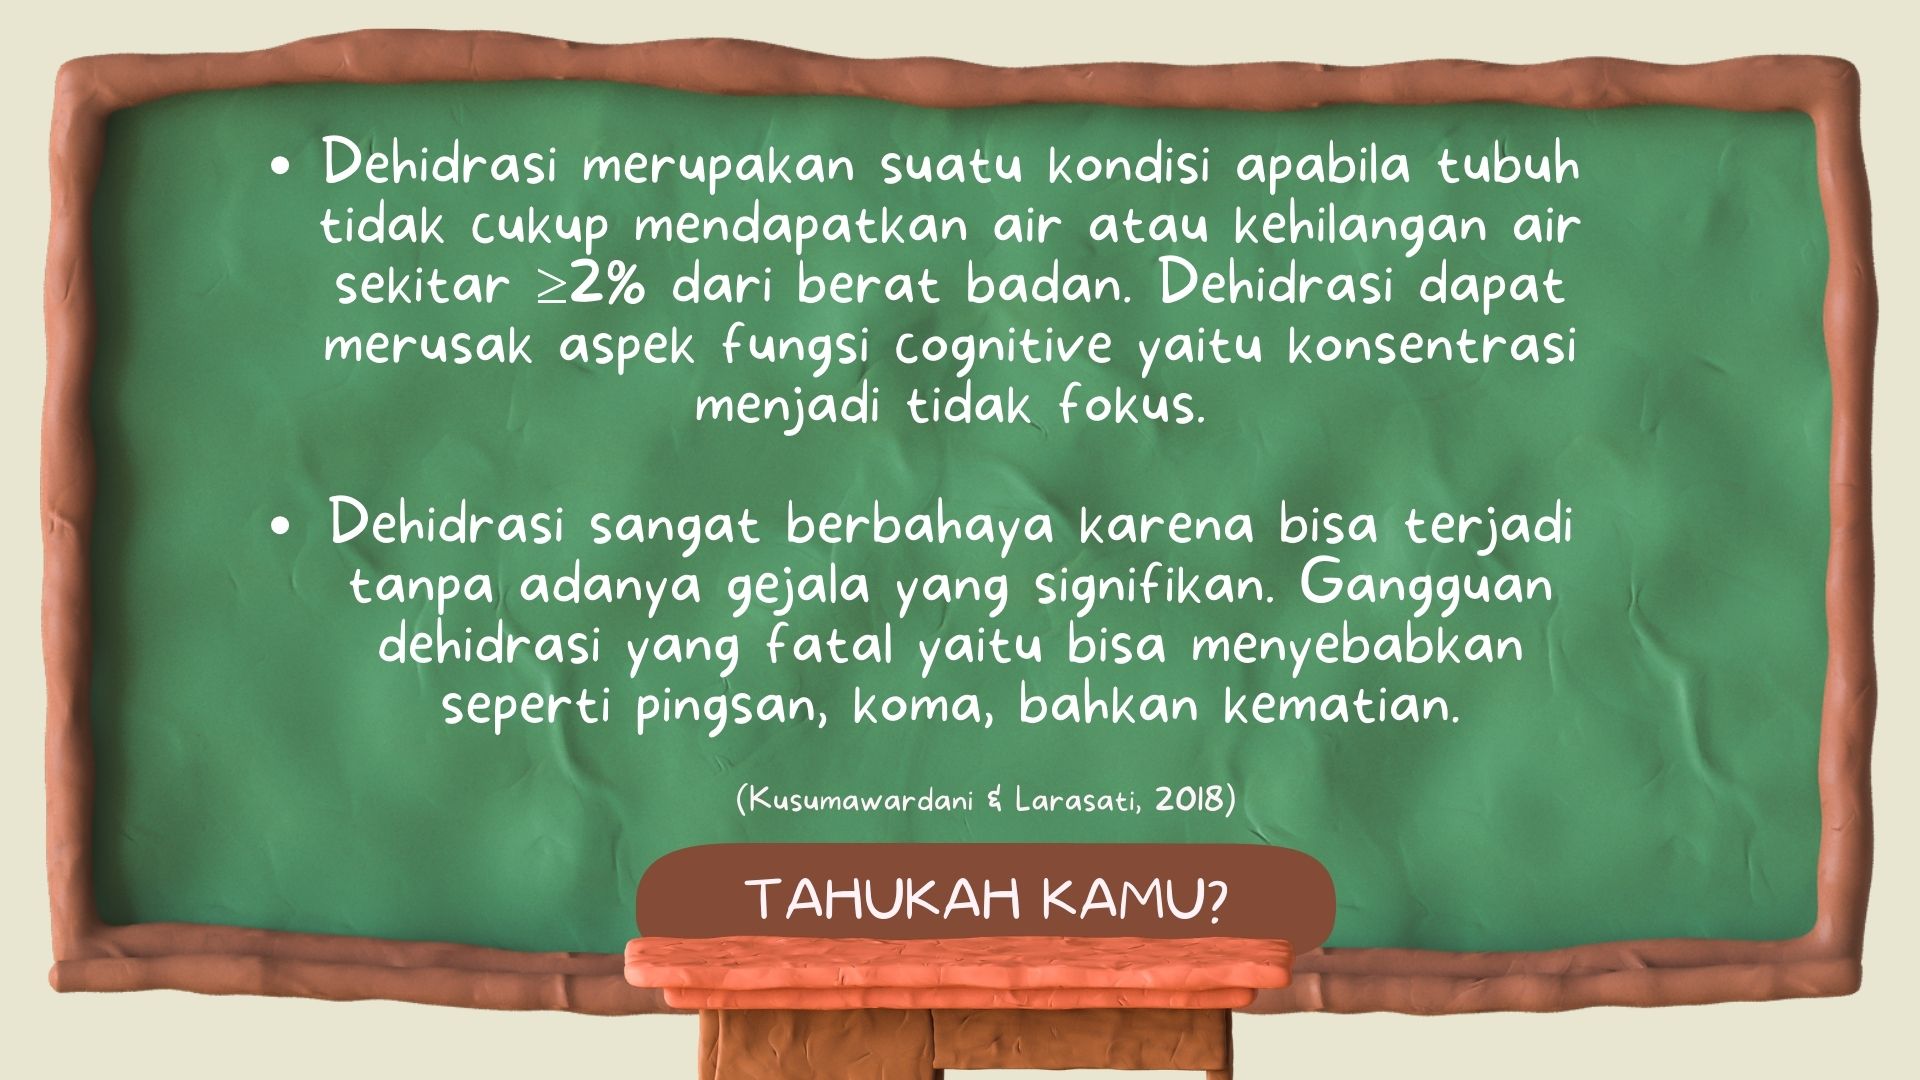 • Dehidrasi merupakan suatu kondisi apabila tubuh
tidak cukup mendapatkan air atau kehilangan air
sekitar ≥2% dari berat badan. Dehidrasi dapat
merusak aspek fungsi cognitive yaitu konsentrasi
menjadi tidak fokus.
• Dehidrasi sangat berbahaya karena bisa terjadi
tanpa adanya gejala yang signifikan. Gangguan
dehidrasi yang fatal yaitu bisa menyebabkan
seperti pingsan, koma, bahkan kematian.
(Kusumawardani & Larasati, 2018)
TAHUKAH KAMU?